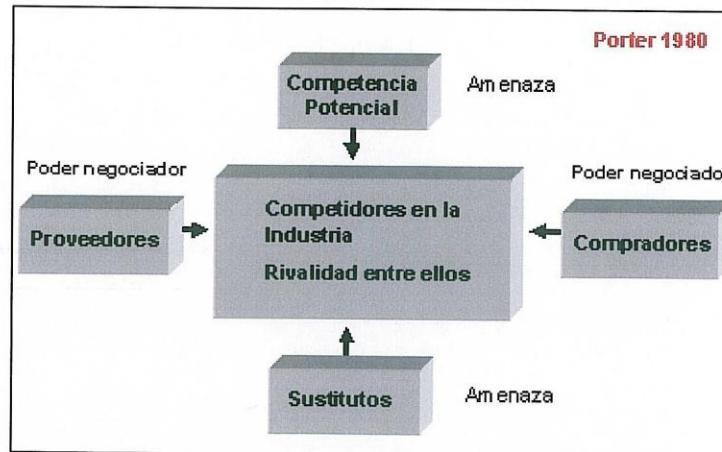 Porter 1980
Competencia
Potencial
Amenaza
Poder negociador
Poder negociado
Proveedores
Competidores en la
Industria
Rivalidad entre ellos
Compradores
Sustitutos
Amenaza